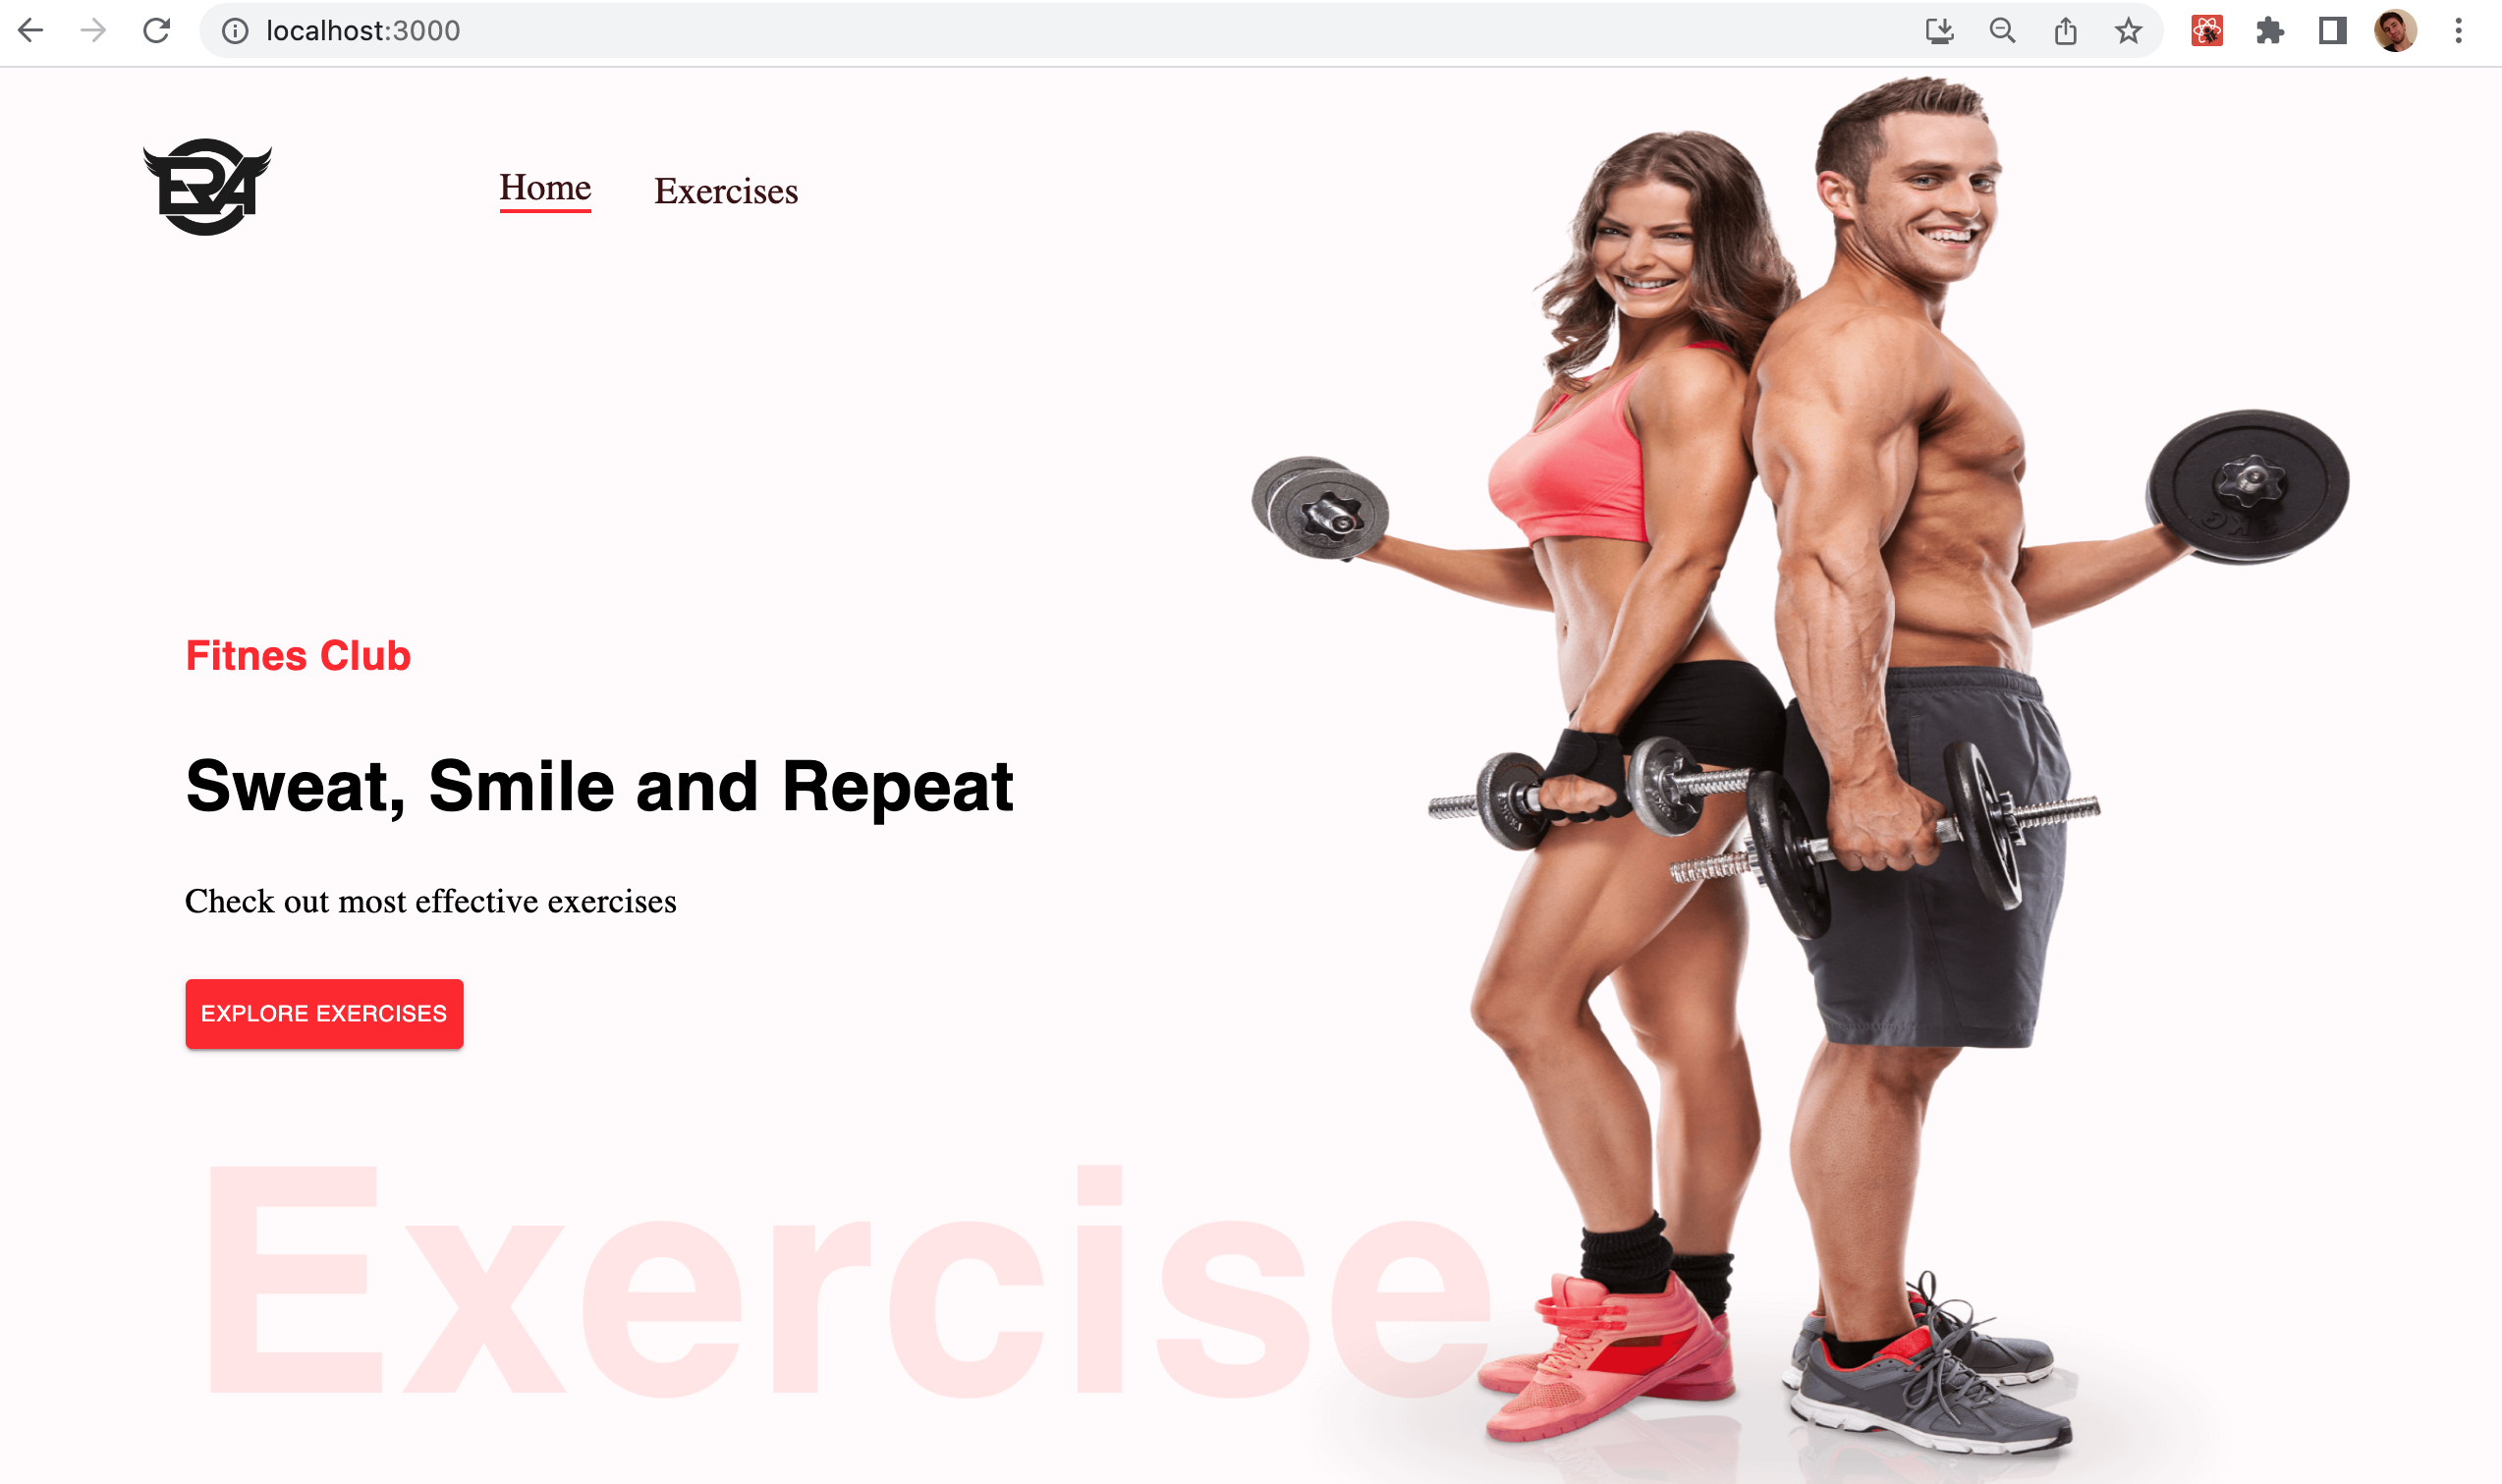 localhost:3000
ERA
Home Exercises
Fitnes Club
Sweat, Smile and Repeat
Check out most effective exercises
EXPLORE EXERCISES
Exercise